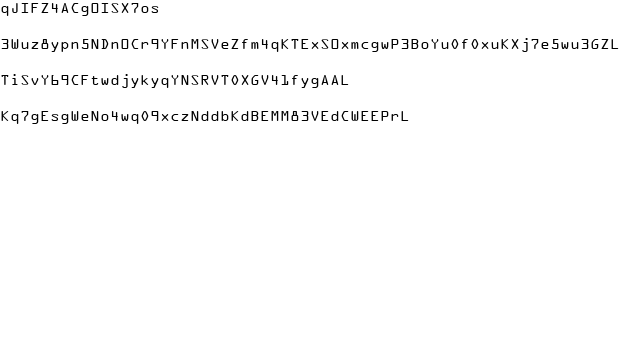 qJIFZ4ACgOISX7os
3Wuz8ypn5NDnOCr9YFnMSVeZfm4qKTExSOxmcgwP3BoYu0f0xuKXj7e5wu3GZL
TiSvY69CFtwdjykyqYNSRVT0XGV41fygAAL
Kq7gEsgWeNo4wq09xczNddbKdBEMM83VEdCWEEPrL